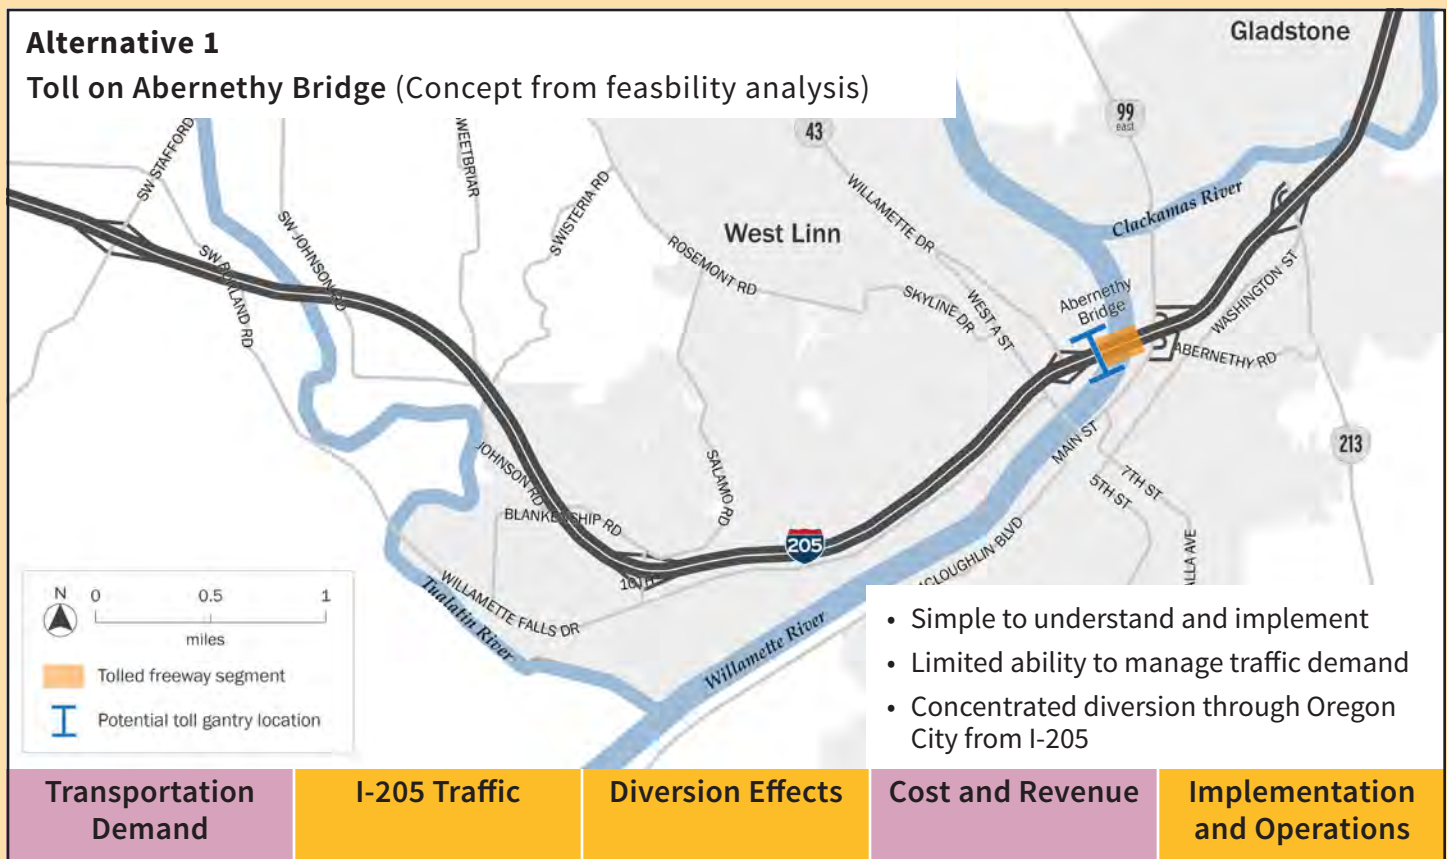 Alternative 1
Toll on Abernethy Bridge (Concept from feasbility analysis)
Gladstone
99
east
43
SW STAFFORD
WEETBRIAR
SWISTERIA RD
WILLAMETTE DR
Clackamas River
West Linn
SW JOHNSON RD
ROSEMONT RD
SW BORLAND RD
SKYLINE DR
WEST A ST
Abernethy
Bridge
WASHINGTON ST
ABERNETHY RD
MAIN ST
213
JOHNSON RD
SALAMO RD
7TH ST
5TH ST
BLANKENSHIP RD
205
MCLOUGHLIN BLVD
ALLA AVE
10TH
WILLAMETTE FALLS DR
Tualatin River
Willamette River
N
0 0.5 1
miles
Tolled freeway segment
Potential toll gantry location
• Simple to understand and implement
• Limited ability to manage traffic demand
• Concentrated diversion through Oregon
City from I-205
Transportation
Demand
I-205 Traffic
Diversion Effects
Cost and Revenue
Implementation
and Operations